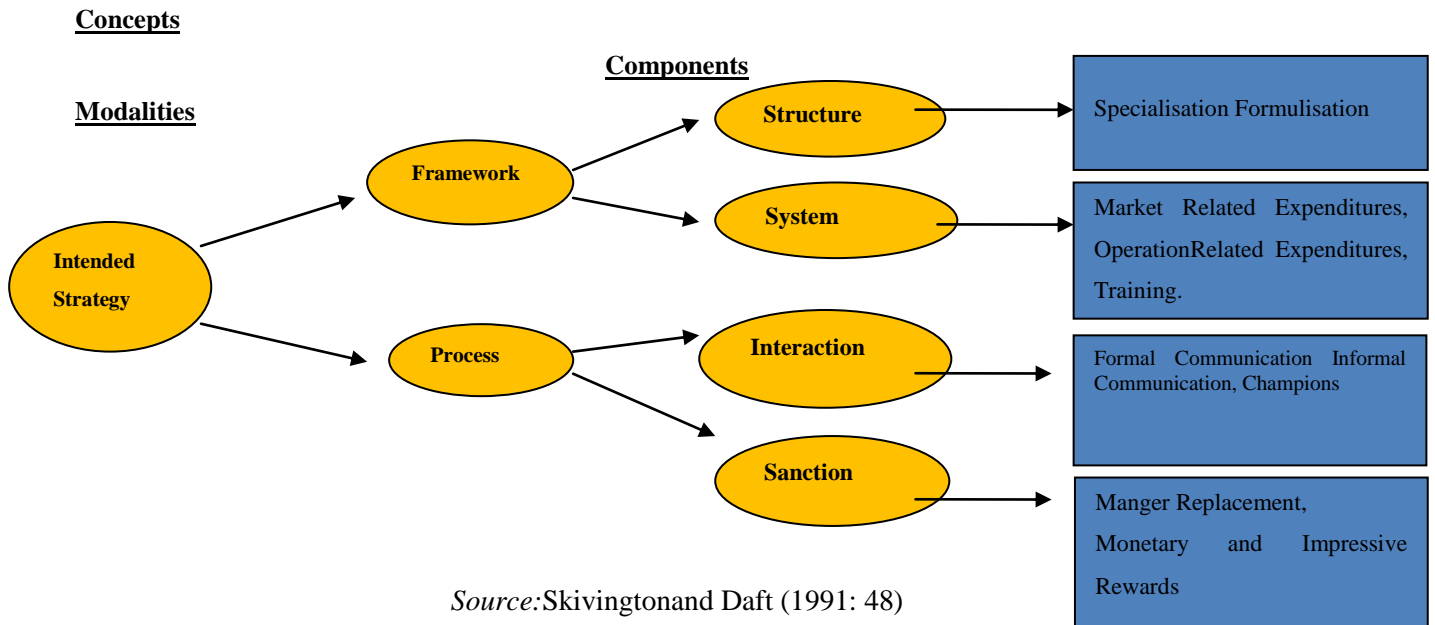 Concepts
Components
Modalities
Structure
Specialisation Formulisation
Framework
System
Market Related Expenditures,
OperationRelated Expenditures,
Training.
Intended
Strategy
Process
Interaction
Formal Communication Informal
Communication, Champions
Sanction
Manger Replacement,
Monetary and Impressive
Rewards
Source:Skivingtonand Daft (1991: 48)